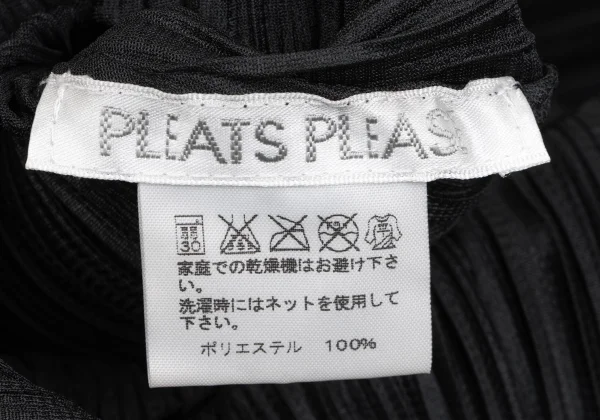 PLEATS PLEAS
弱
30
家庭での乾燥機はお避け下さ
い。
洗濯時にはネットを使用して
下さい。
ポリエステル 100%